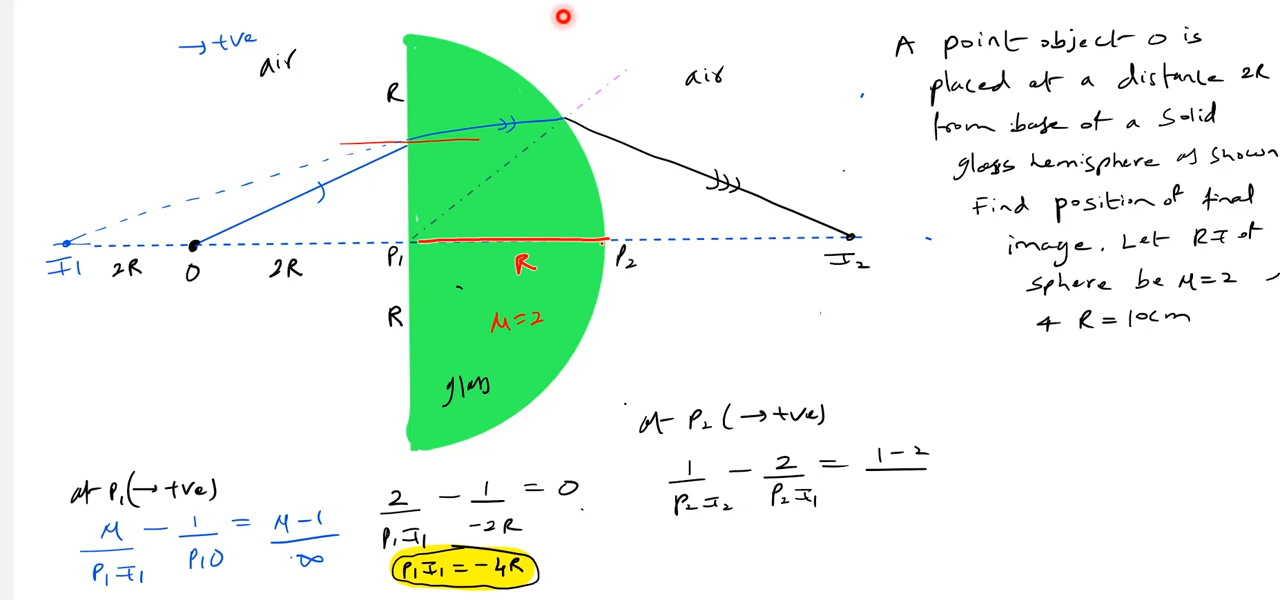 → +ve
air
R
air
I1
2R
O
2R
P1
R
P2
I2
R
μ=2
glass
A point object O is
placed at a distance 2R
from base of a solid
glass hemisphere as shown
Find position of final
image. Let RI of
sphere be μ=2
& R=10cm
at P1 (→ +ve)
μ/P1I1 − 1/P1O = μ−1/∞
2/P1I1 − 1/−2R = 0
P1I1 = −4R
at P2 (→ +ve)
1/P2I2 − 2/P2I1 = 1−2